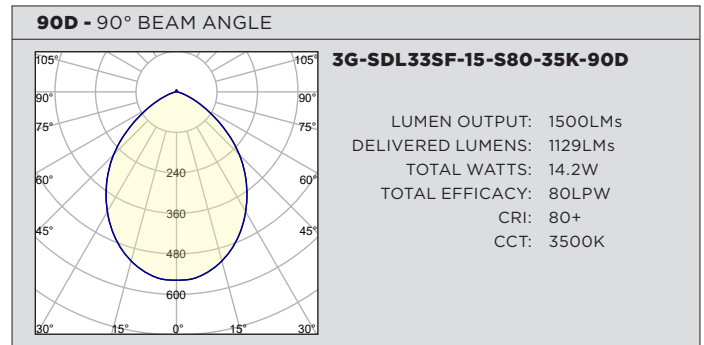 90D - 90° BEAM ANGLE
3G-SDL33SF-15-S80-35K-90D
105° 105°
90° 90°
75° 75°
60° 60°
45° 45°
30° 15° 0° 15° 30°
240
360
480
600
LUMEN OUTPUT: 1500LMs
DELIVERED LUMENS: 1129LMs
TOTAL WATTS: 14.2W
TOTAL EFFICACY: 80LPW
CRI: 80+
CCT: 3500K